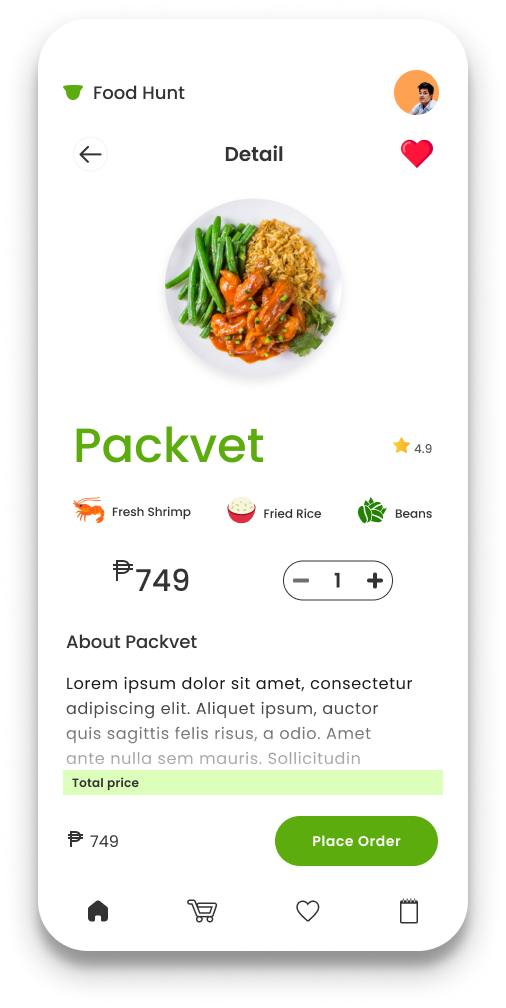 Food Hunt
Detail
Packvet
4.9
Fresh Shrimp
Fried Rice
Beans
₱749
1
About Packvet
Lorem ipsum dolor sit amet, consectetur
adipiscing elit. Aliquet ipsum, auctor
quis sagittis felis risus, a odio. Amet
ante nulla sem mauris. Sollicitudin
Total price
₱ 749
Place Order